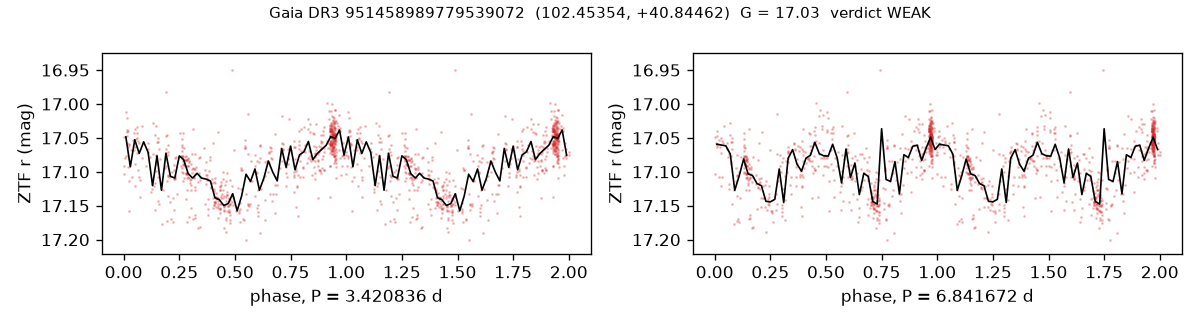 Gaia DR3 951458989779539072  (102.45354, +40.84462)  G = 17.03  verdict WEAK
ZTF r (mag)
16.95
17.00
17.05
17.10
17.15
17.20
0.00 0.25 0.50 0.75 1.00 1.25 1.50 1.75 2.00
phase, P = 3.420836 d
ZTF r (mag)
16.95
17.00
17.05
17.10
17.15
17.20
0.00 0.25 0.50 0.75 1.00 1.25 1.50 1.75 2.00
phase, P = 6.841672 d